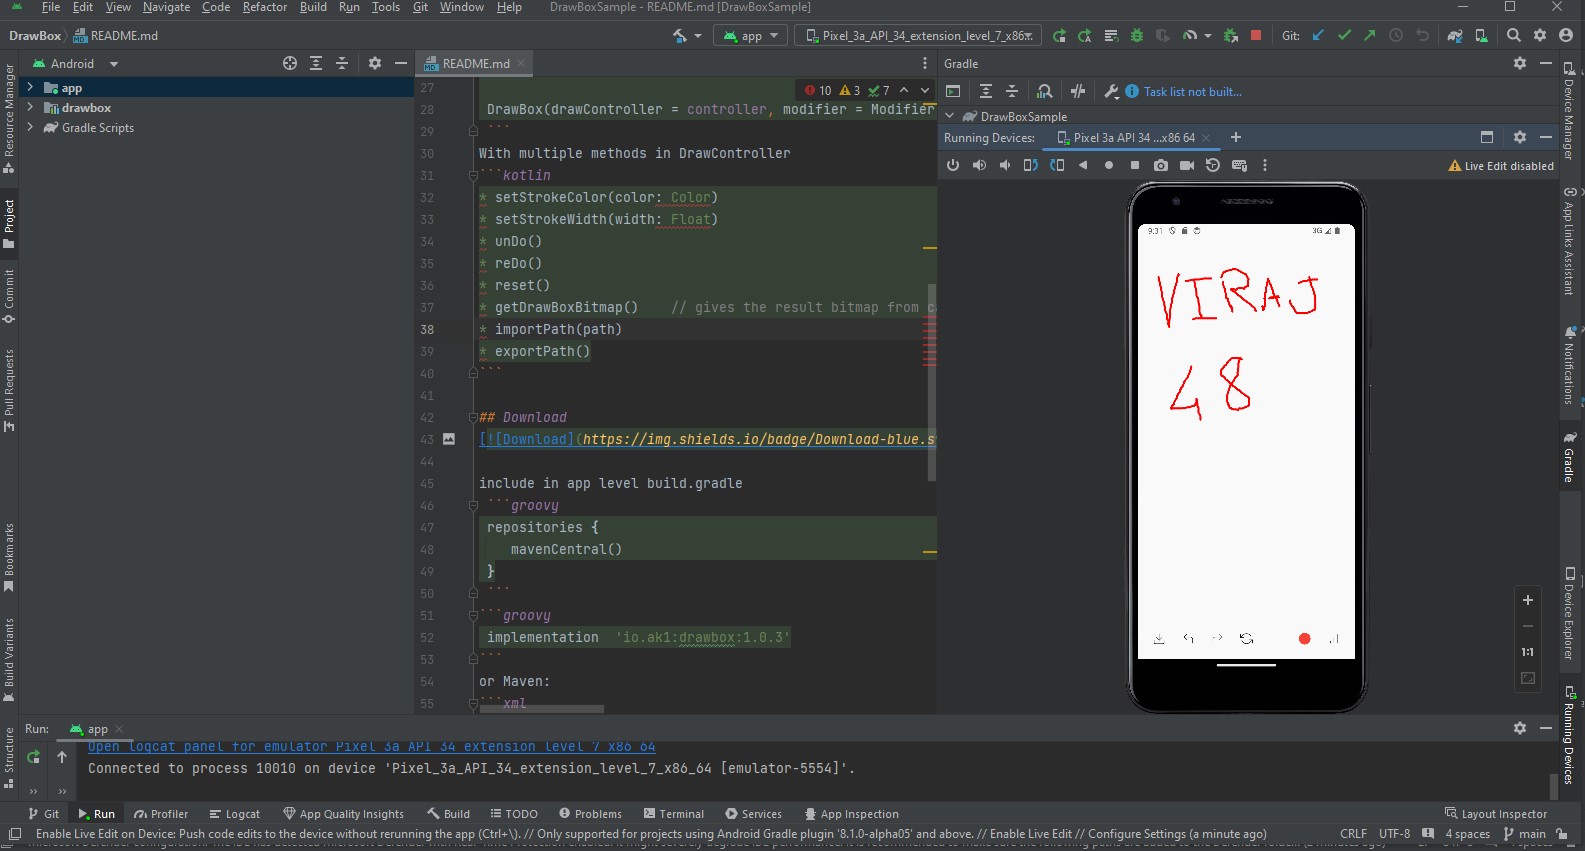 File Edit View Navigate Code Refactor Build Run Tools Git Window Help DrawBoxSample - README.md [DrawBoxSample]
DrawBox README.md app Pixel_3a_API_34_extension_level_7_x86 Git:
Android
app
drawbox
Gradle Scripts
Resource Manager
Project
Commit
Pull Requests
Bookmarks
Build Variants
Structure
README.md
10 3 7
27
28 DrawBox(drawController = controller, modifier = Modifier
29 ```
30 With multiple methods in DrawController
31 ```kotlin
32 * setStrokeColor(color: Color)
33 * setStrokeWidth(width: Float)
34 * unDo()
35 * reDo()
36 * reset()
37 * getDrawBoxBitmap() // gives the result bitmap from c
38 * importPath(path)
39 * exportPath()
40 ```
41
42 ## Download
43 [![Download](https://img.shields.io/badge/Download-blue.s
44
45 include in app level build.gradle
46 ```groovy
47 repositories {
48 mavenCentral()
49 }
50 ```
51 ```groovy
52 implementation 'io.ak1:drawbox:1.0.3'
53 ```
54 or Maven:
55 ```xml
Gradle
Task list not built...
DrawBoxSample
Running Devices: Pixel 3a API 34 ...x86 64
Live Edit disabled
9:31 3G
VIRAJ
48
1:1
Device Manager
App Links Assistant
Notifications
Gradle
Device Explorer
Running Devices
Run: app
Open logcat panel for emulator Pixel 3a API 34 extension level 7 x86 64
Connected to process 10010 on device 'Pixel_3a_API_34_extension_level_7_x86_64 [emulator-5554]'.
Git Run Profiler Logcat App Quality Insights Build TODO Problems Terminal Services App Inspection Layout Inspector
Enable Live Edit on Device: Push code edits to the device without rerunning the app (Ctrl+\). // Only supported for projects using Android Gradle plugin '8.1.0-alpha05' and above. // Enable Live Edit // Configure Settings (a minute ago) CRLF UTF-8 4 spaces main